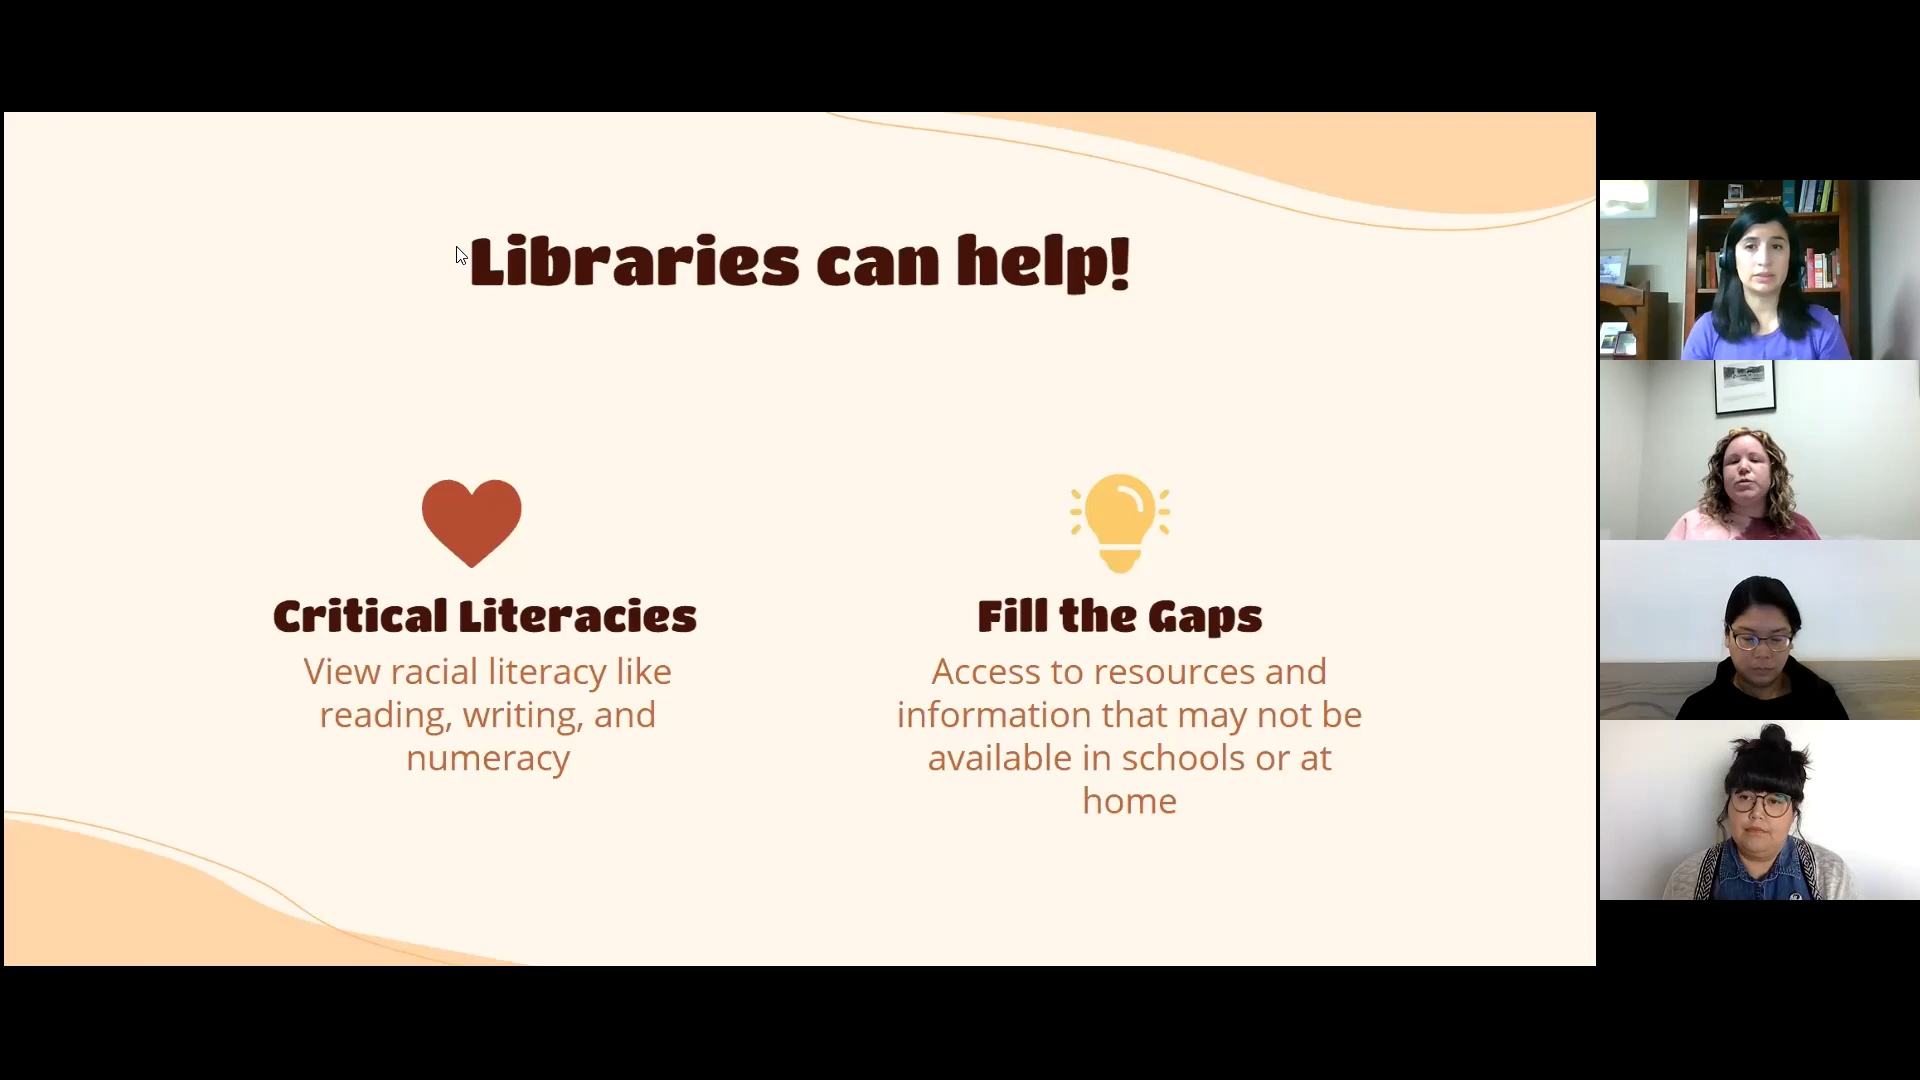 Libraries can help!
Critical Literacies
View racial literacy like
reading, writing, and
numeracy
Fill the Gaps
Access to resources and
information that may not be
available in schools or at
home